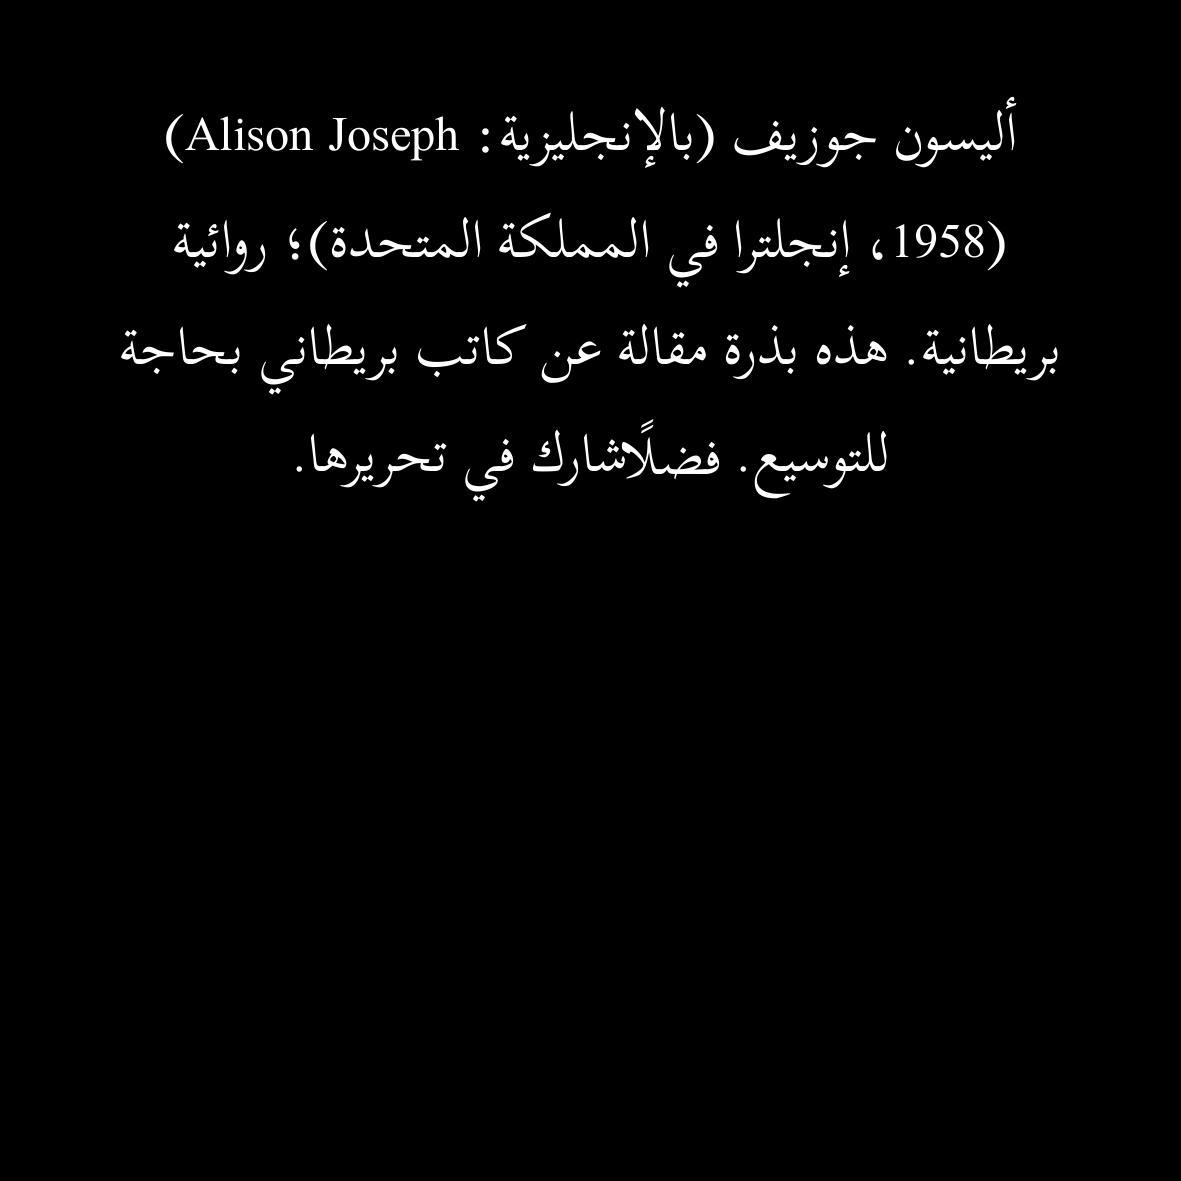 أليسون جوزيف (بالإنجليزية: Alison Joseph)
(1958، إنجلترا في المملكة المتحدة)؛ روائية
بريطانية. هذه بذرة مقالة عن كاتب بريطاني بحاجة
للتوسيع. فضلًاشارك في تحريرها.